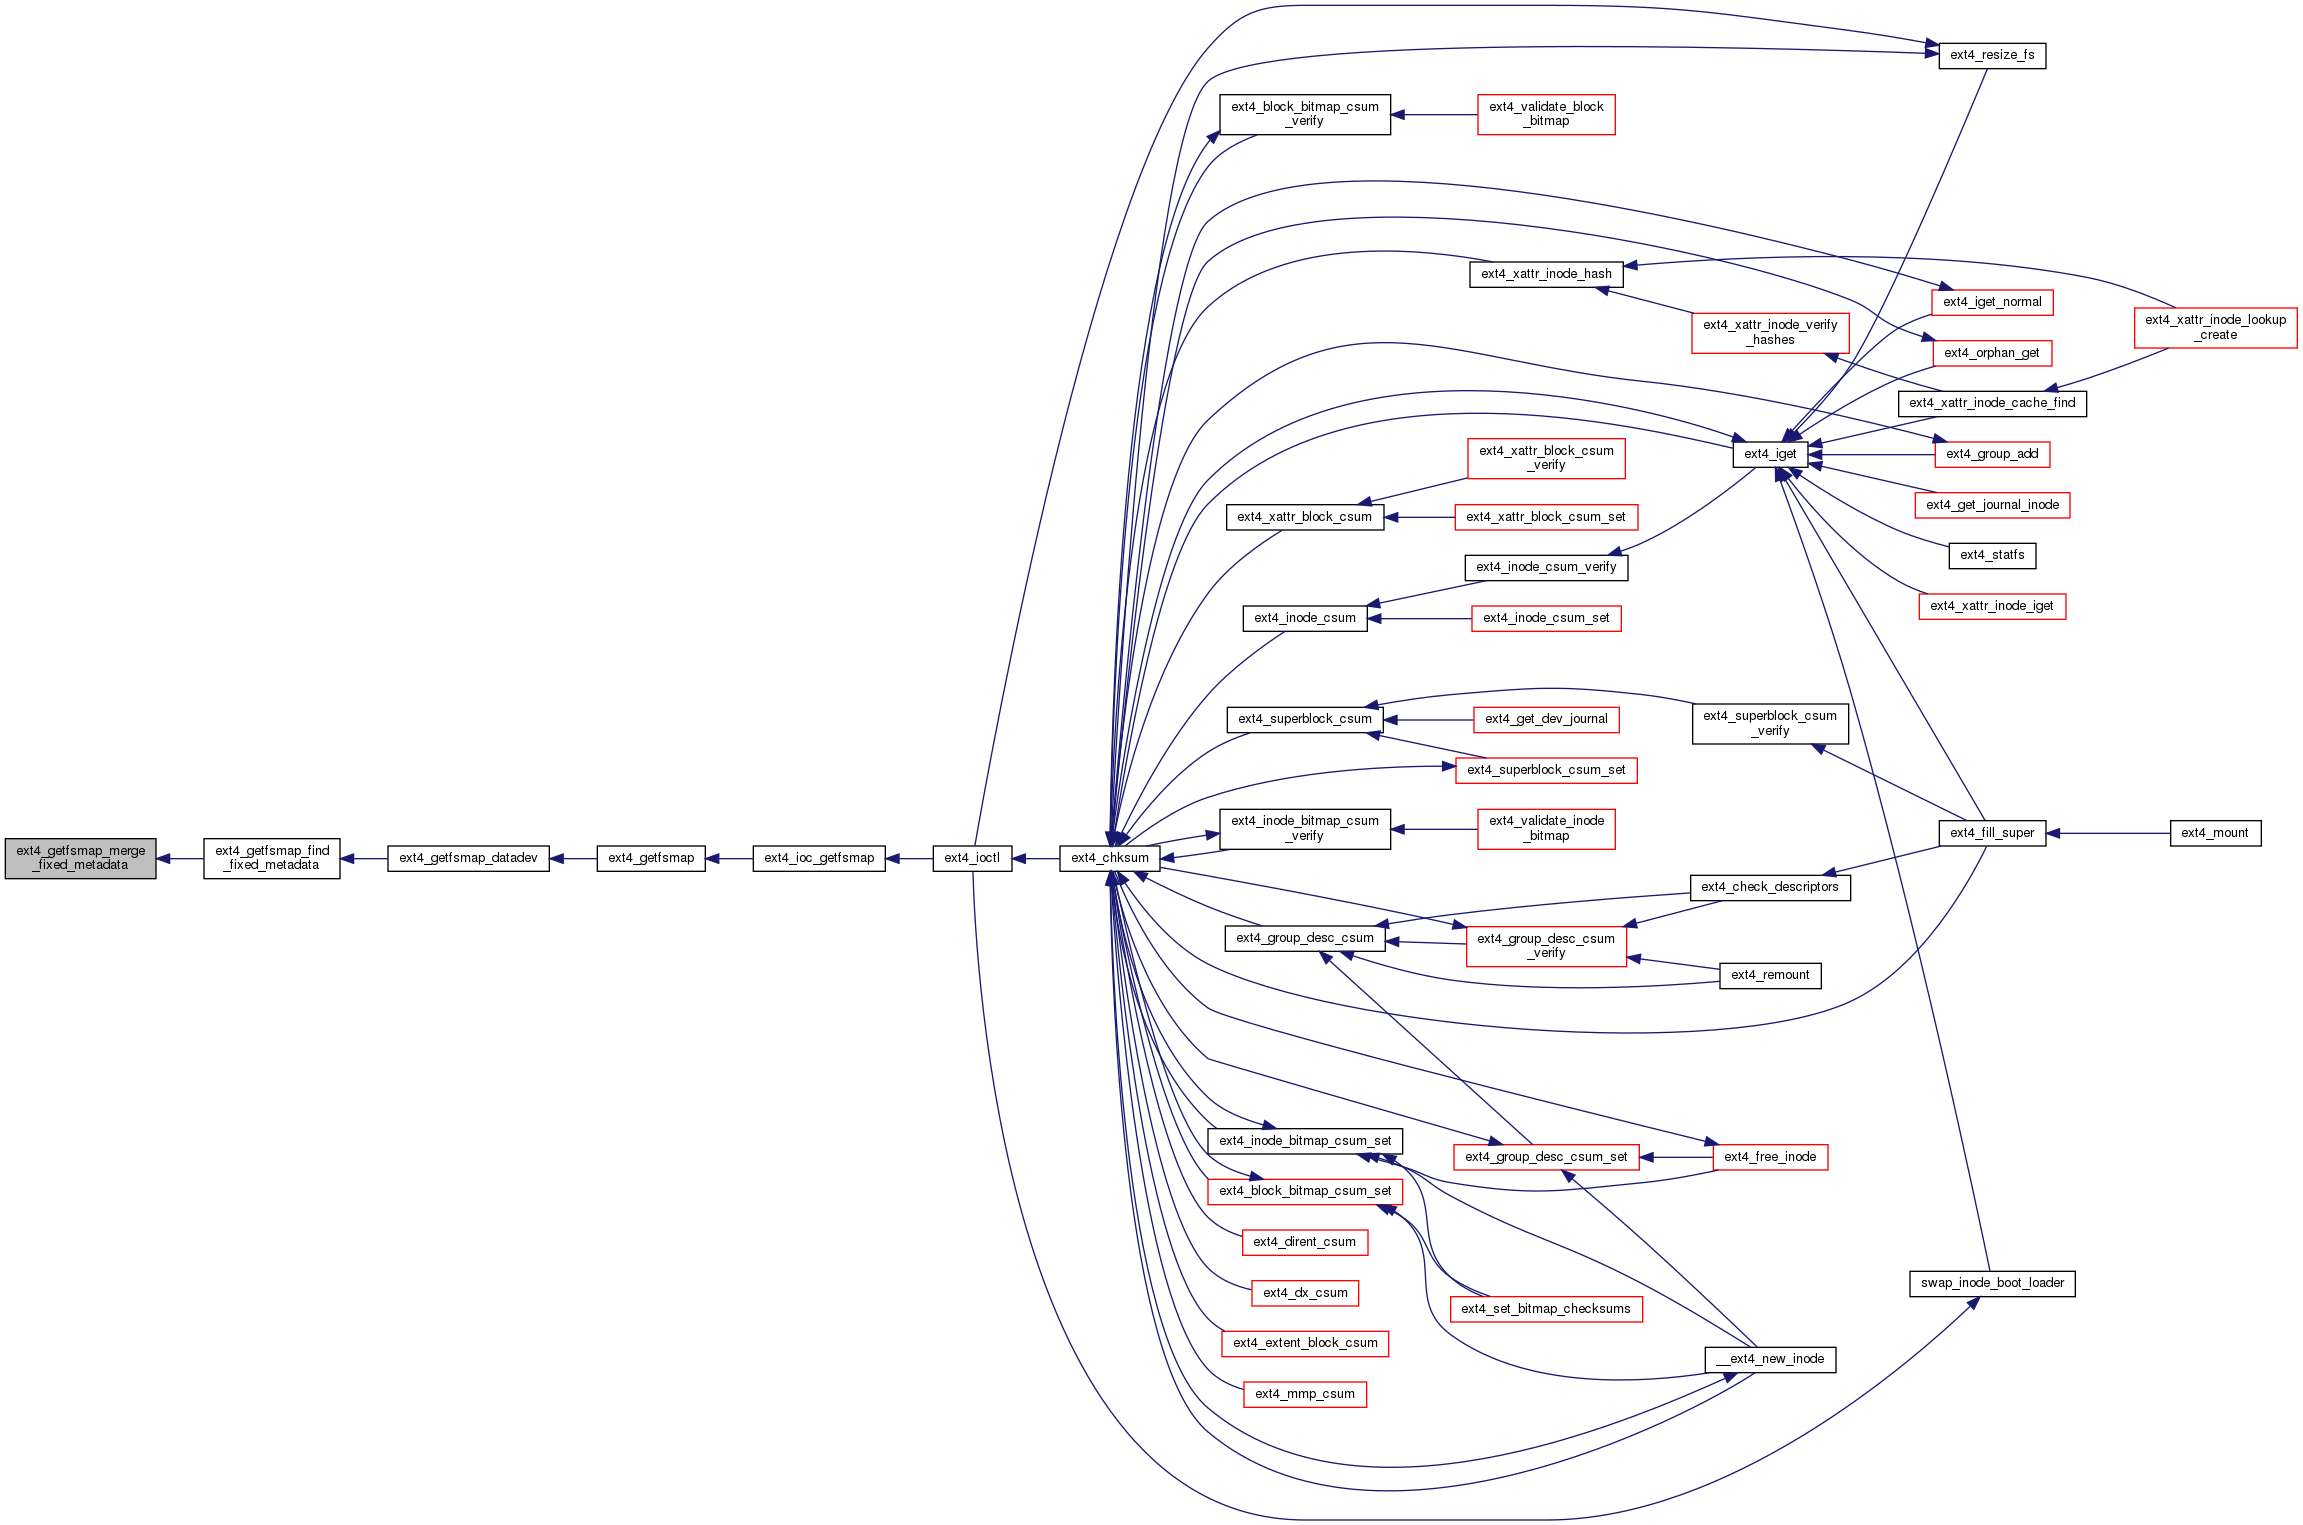 ext4_resize_fs
ext4_block_bitmap_csum
_verify
ext4_validate_block
_bitmap
ext4_xattr_inode_hash
ext4_iget_normal
ext4_xattr_inode_lookup
_create
ext4_xattr_inode_verify
_hashes
ext4_orphan_get
ext4_xattr_inode_cache_find
ext4_xattr_block_csum
_verify
ext4_iget
ext4_group_add
ext4_get_journal_inode
ext4_xattr_block_csum
ext4_xattr_block_csum_set
ext4_statfs
ext4_inode_csum_verify
ext4_xattr_inode_iget
ext4_inode_csum
ext4_inode_csum_set
ext4_superblock_csum
ext4_get_dev_journal
ext4_superblock_csum
_verify
ext4_superblock_csum_set
ext4_inode_bitmap_csum
_verify
ext4_validate_inode
_bitmap
ext4_fill_super
ext4_mount
ext4_getfsmap_merge
_fixed_metadata
ext4_getfsmap_find
_fixed_metadata
ext4_getfsmap_datadev
ext4_getfsmap
ext4_ioc_getfsmap
ext4_ioctl
ext4_chksum
ext4_check_descriptors
ext4_group_desc_csum
ext4_group_desc_csum
_verify
ext4_remount
ext4_inode_bitmap_csum_set
ext4_group_desc_csum_set
ext4_free_inode
ext4_block_bitmap_csum_set
ext4_dirent_csum
ext4_dx_csum
ext4_set_bitmap_checksums
swap_inode_boot_loader
ext4_extent_block_csum
__ext4_new_inode
ext4_mmp_csum